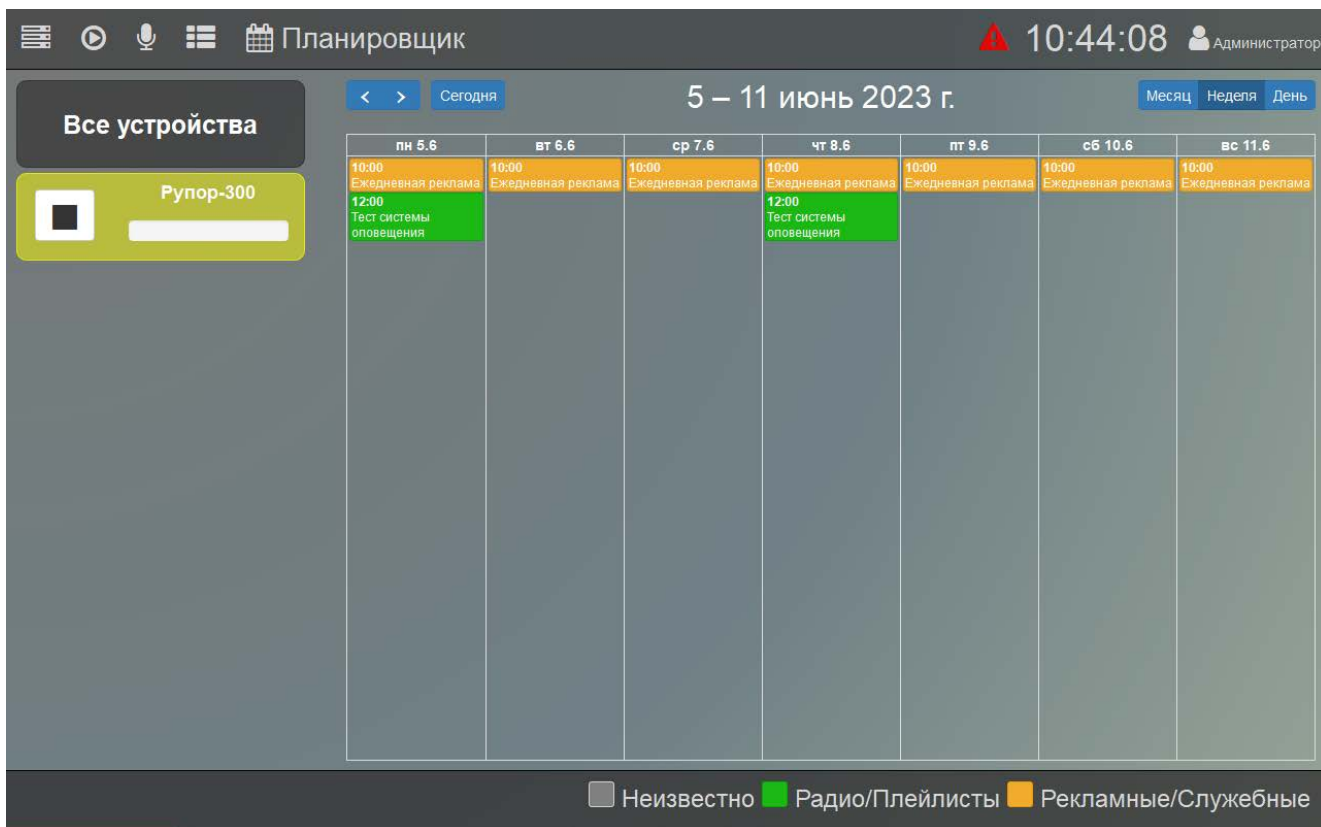 Планировщик
10:44:08
Администратор
Все устройства
Рупор-300
Сегодня
5 – 11 июнь 2023 г.
Месяц Неделя День
пн 5.6 вт 6.6 ср 7.6 чт 8.6 пт 9.6 сб 10.6 вс 11.6
10:00 10:00 10:00 10:00 10:00 10:00 10:00
Ежедневная реклама Ежедневная реклама Ежедневная реклама Ежедневная реклама Ежедневная реклама Ежедневная реклама Ежедневная реклама
12:00 12:00
Тест системы Тест системы
оповещения оповещения
Неизвестно Радио/Плейлисты Рекламные/Служебные